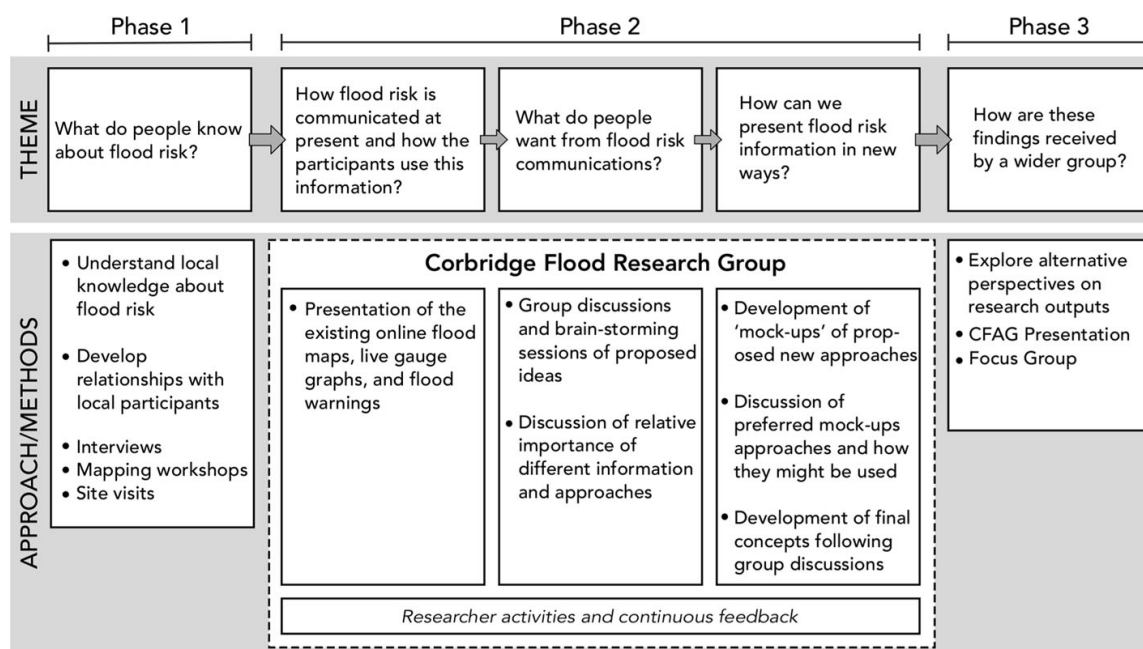 Phase 1
Phase 2
Phase 3
THEME
What do people know
about flood risk?
How flood risk is
communicated at
present and how the
participants use this
information?
What do people
want from flood risk
communications?
How can we
present flood risk
information in new
ways?
How are these
findings received
by a wider group?
APPROACH/METHODS
• Understand local
knowledge about
flood risk
• Develop
relationships with
local participants
• Interviews
• Mapping workshops
• Site visits
Corbridge Flood Research Group
• Presentation of the
existing online flood
maps, live gauge
graphs, and flood
warnings
• Group discussions
and brain-storming
sessions of proposed
ideas
• Discussion of relative
importance of
different information
and approaches
• Development of
‘mock-ups’ of prop-
osed new approaches
• Discussion of
preferred mock-ups
approaches and how
they might be used
• Development of final
concepts following
group discussions
Researcher activities and continuous feedback
• Explore alternative
perspectives on
research outputs
• CFAG Presentation
• Focus Group